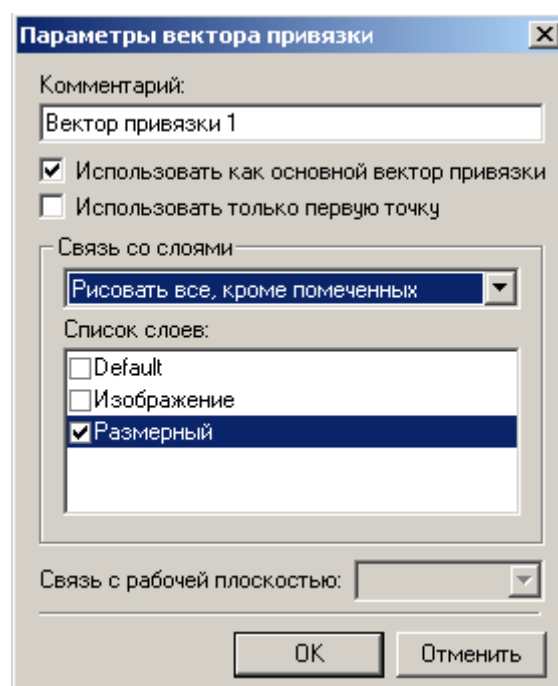 Параметры вектора привязки
Комментарий:
Вектор привязки 1
Использовать как основной вектор привязки
Использовать только первую точку
Связь со слоями
Рисовать все, кроме помеченных
Список слоев:
Default
Изображение
Размерный
Связь с рабочей плоскостью:
OK Отменить